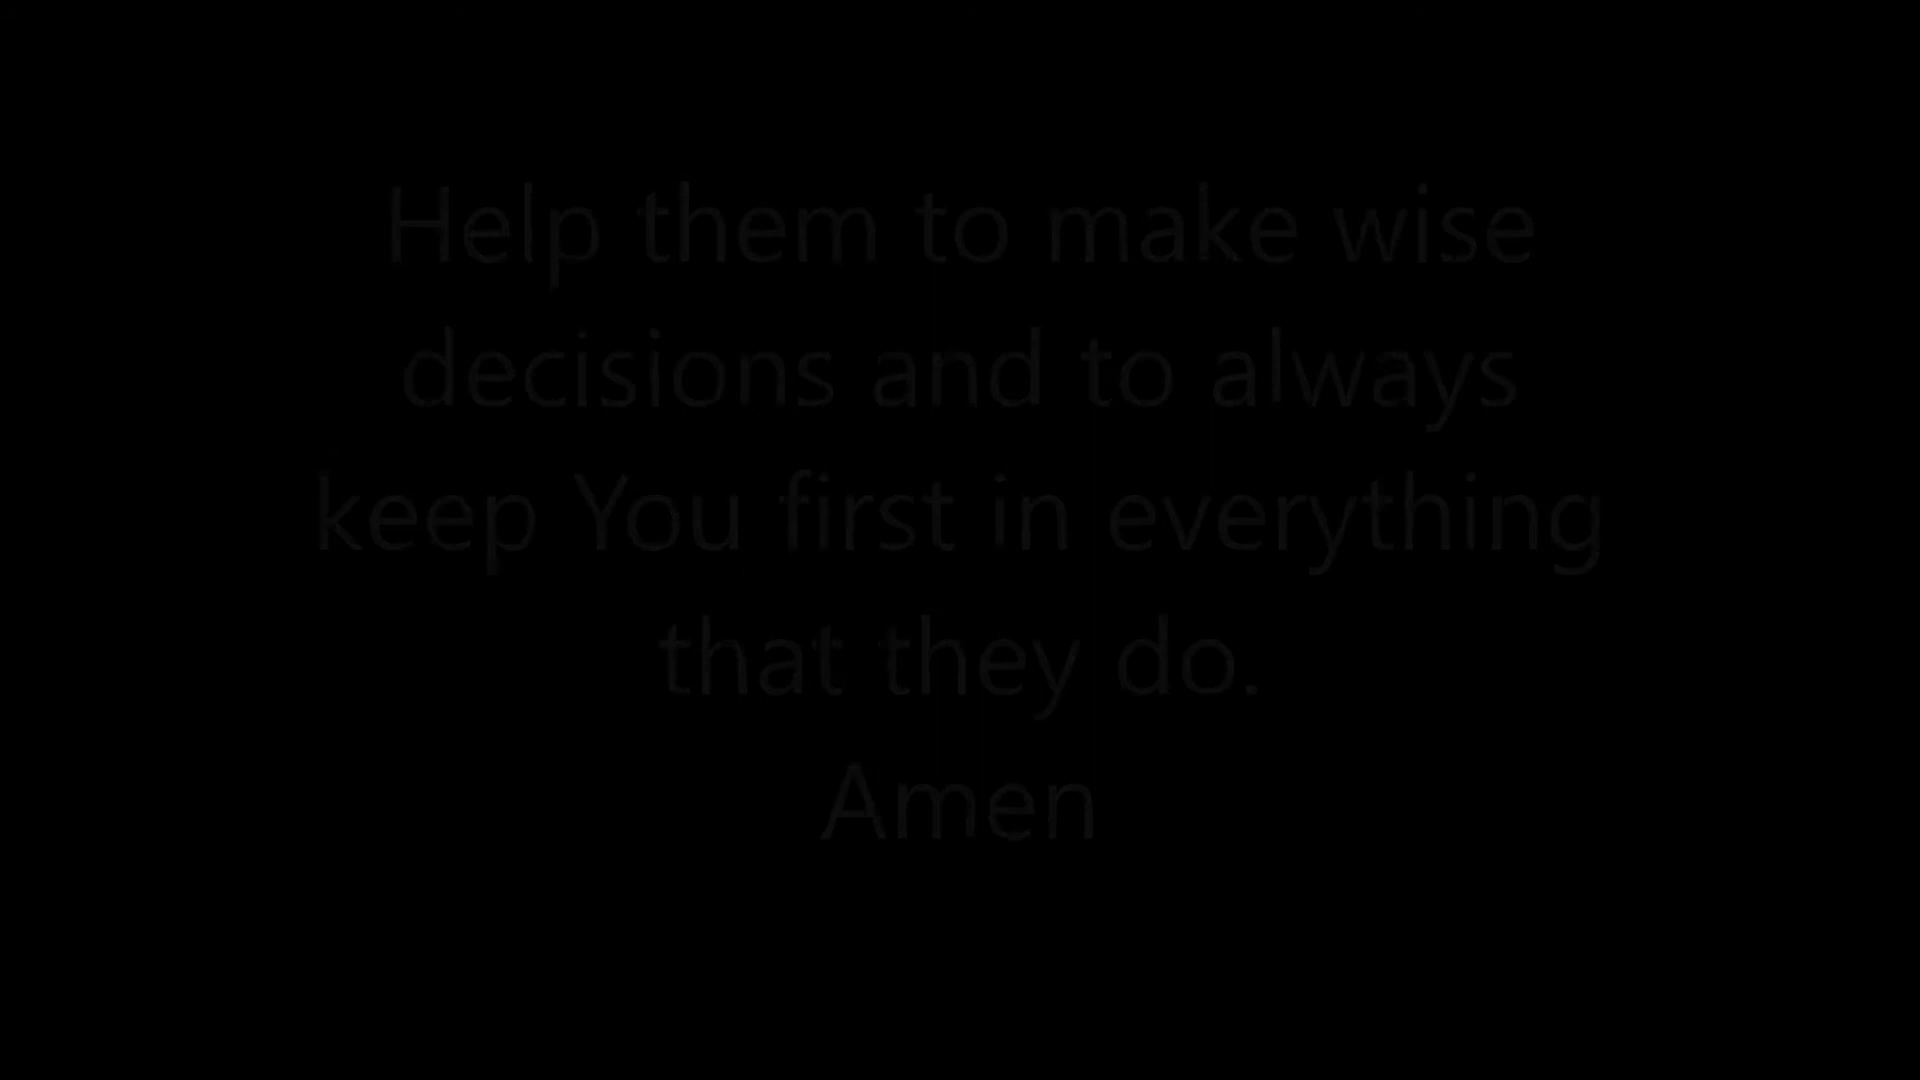 Help them to make wise
decisions and to always
keep You first in everything
that they do.
Amen